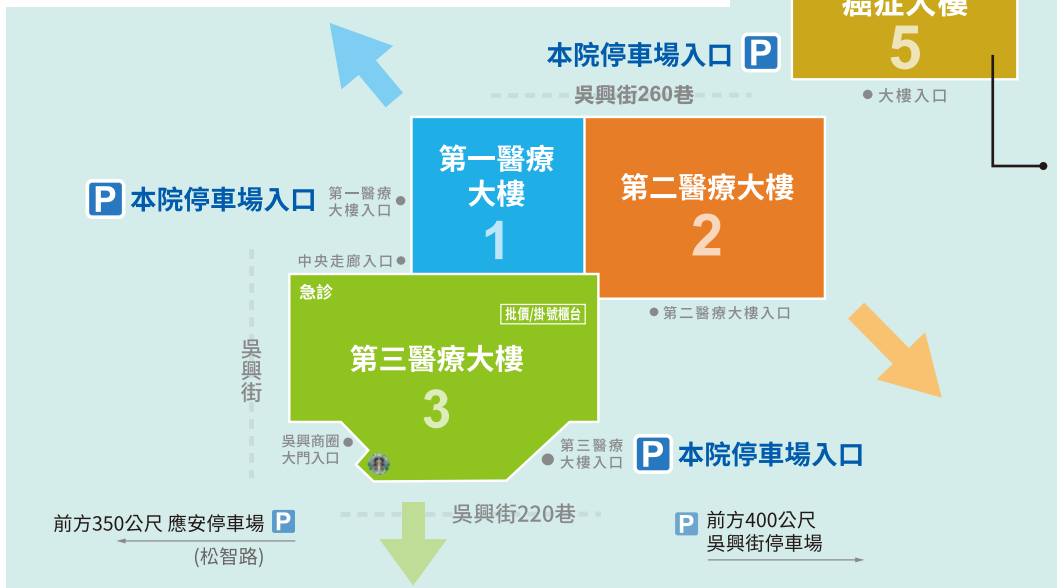 癌症大樓
5
本院停車場入口 P
吳興街260巷
大樓入口
第一醫療
大樓
1
第二醫療大樓
2
P 本院停車場入口
第一醫療
大樓入口
中央走廊入口
急診
批價/掛號櫃台
第二醫療大樓入口
第三醫療大樓
3
吳興街
吳興商圈
大門入口
第三醫療
大樓入口
P 本院停車場入口
吳興街220巷
前方350公尺 應安停車場 P
(松智路)
P 前方400公尺
吳興街停車場